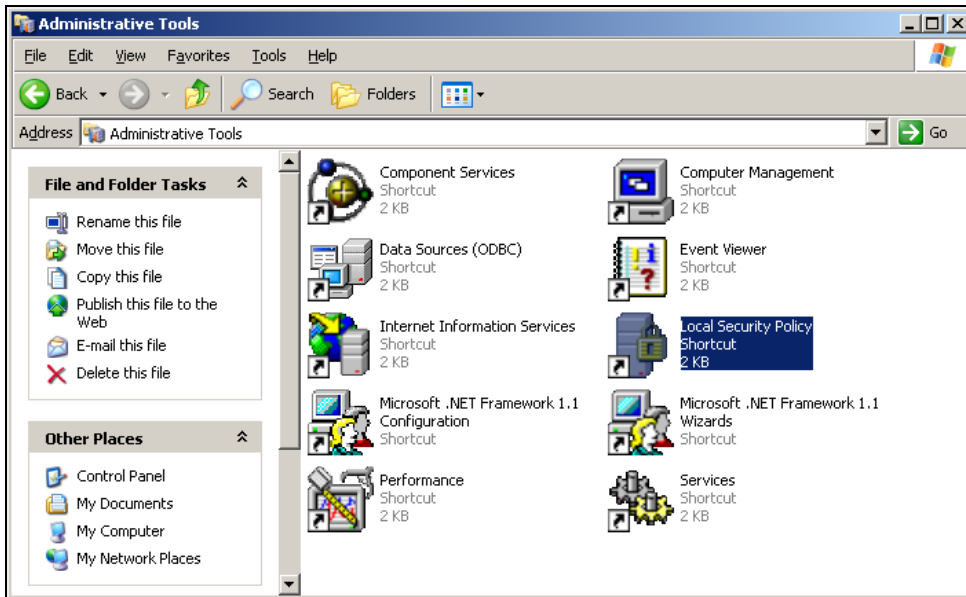 Administrative Tools
File Edit View Favorites Tools Help
Back Search Folders
Address Administrative Tools Go
File and Folder Tasks
Rename this file
Move this file
Copy this file
Publish this file to the
Web
E-mail this file
Delete this file
Other Places
Control Panel
My Documents
My Computer
My Network Places
Component Services
Shortcut
2 KB
Computer Management
Shortcut
2 KB
Data Sources (ODBC)
Shortcut
2 KB
Event Viewer
Shortcut
2 KB
Internet Information Services
Shortcut
2 KB
Local Security Policy
Shortcut
2 KB
Microsoft .NET Framework 1.1
Configuration
Shortcut
Microsoft .NET Framework 1.1
Wizards
Shortcut
Performance
Shortcut
2 KB
Services
Shortcut
2 KB